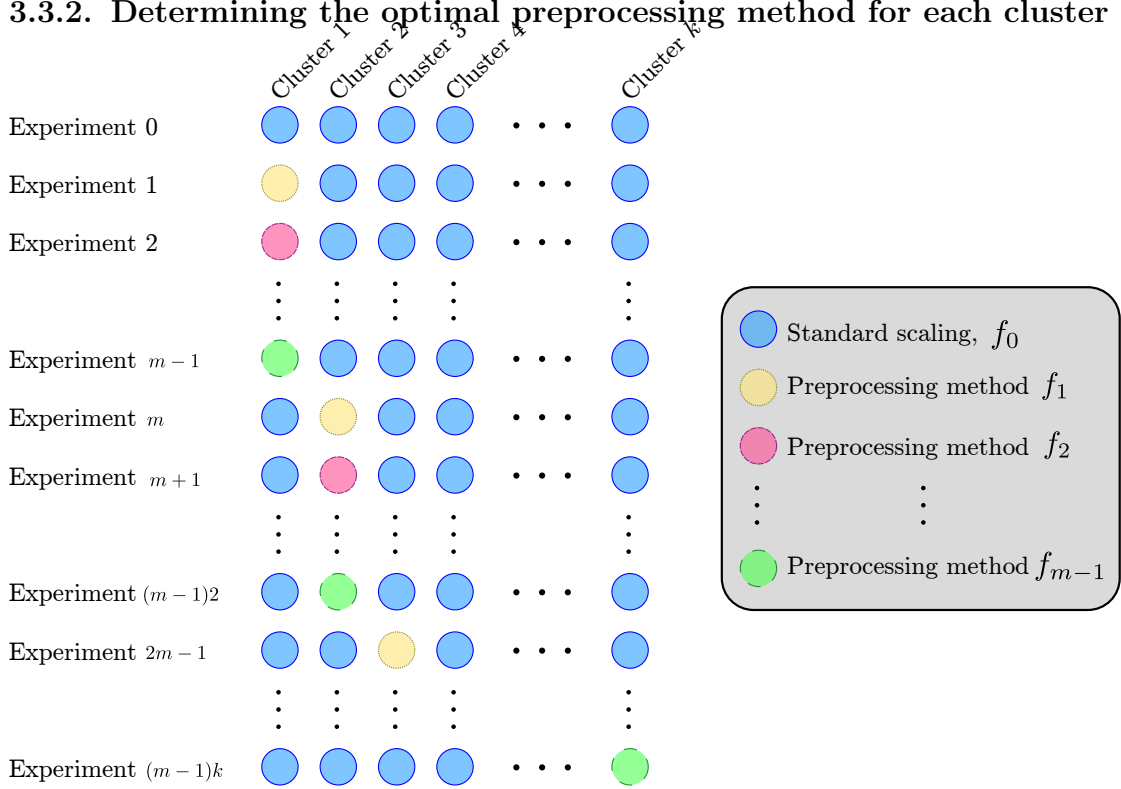 3.3.2. Determining the optimal preprocessing method for each cluster
Cluster 1
Cluster 2
Cluster 3
Cluster 4
Cluster k
Experiment 0
Experiment 1
Experiment 2
Experiment m − 1
Experiment m
Experiment m + 1
Experiment (m − 1)2
Experiment 2m − 1
Experiment (m − 1)k
Standard scaling, f₀
Preprocessing method f₁
Preprocessing method f₂
Preprocessing method fₘ₋₁